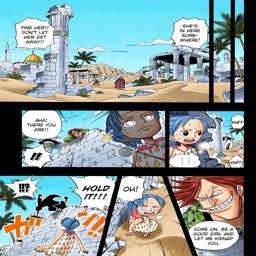 FIND HER!!
DON'T LET
HER GET
AWAY!!
SHE'S
IN HERE
SOME-
WHERE!
AHA!
THERE YOU
ARE!!
!!
HUFF
HUFF
!!?
HOLD
IT!!!
OH!
COME ON. BE A
GOOD GIRL AND
LET ME KIDNAP
YOU.